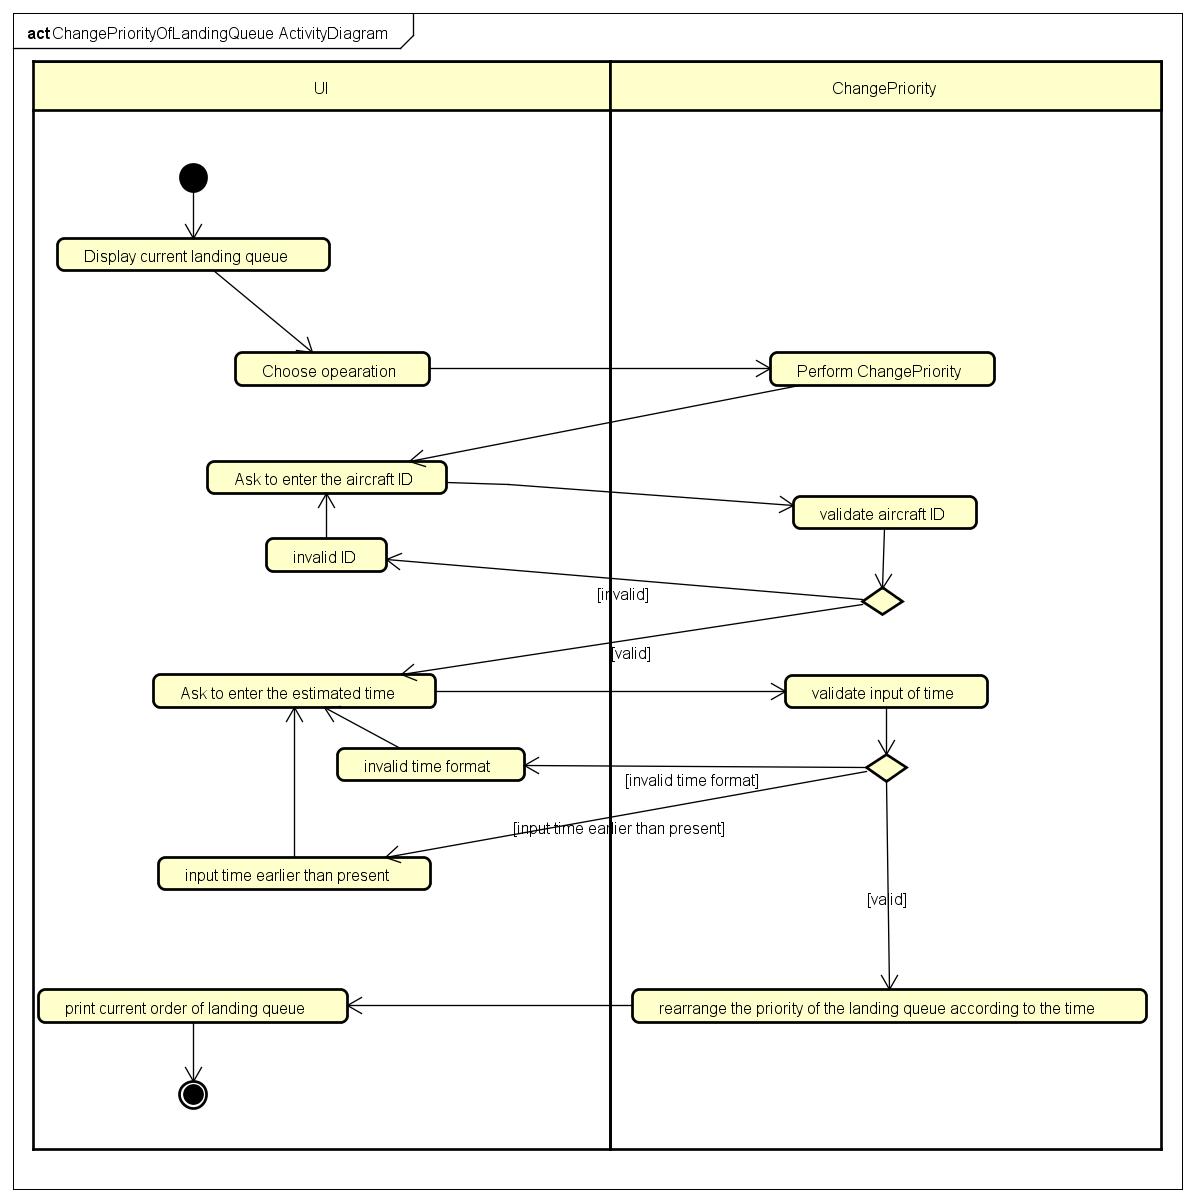 act ChangePriorityOfLandingQueue ActivityDiagram
UI
ChangePriority
Display current landing queue
Choose opearation
Perform ChangePriority
Ask to enter the aircraft ID
validate aircraft ID
invalid ID
[invalid]
[valid]
Ask to enter the estimated time
validate input of time
invalid time format
[invalid time format]
[input time earlier than present]
input time earlier than present
[valid]
print current order of landing queue
rearrange the priority of the landing queue according to the time